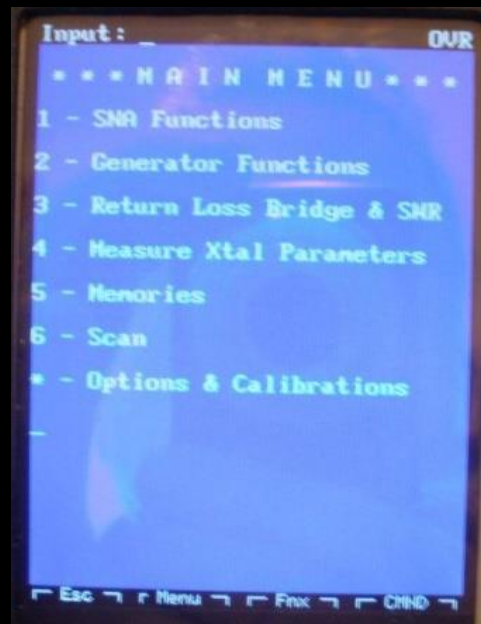 Input: _ OVR
* * * M A I N M E N U * * *
1 - SNA Functions
2 - Generator Functions
3 - Return Loss Bridge & SWR
4 - Measure Xtal Parameters
5 - Memories
6 - Scan
* - Options & Calibrations
_
Esc Menu Fnx CMND